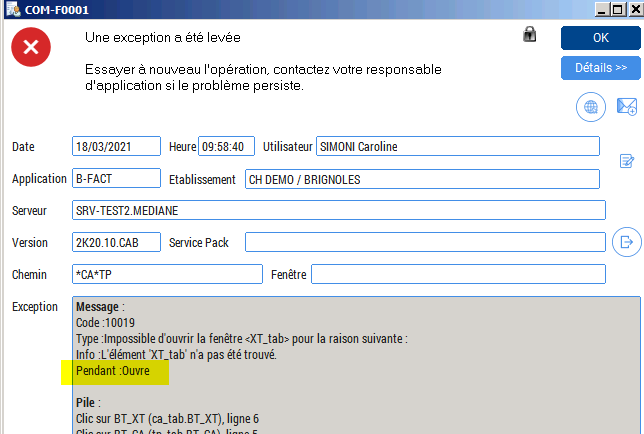 COM-F0001
Une exception a été levée
OK
Essayer à nouveau l'opération, contactez votre responsable
d'application si le problème persiste.
Détails >>
Date 18/03/2021 Heure 09:58:40 Utilisateur SIMONI Caroline
Application B-FACT Etablissement CH DEMO / BRIGNOLES
Serveur SRV-TEST2.MEDIANE
Version 2K20.10.CAB Service Pack
Chemin *CA*TP Fenêtre
Exception Message :
Code :10019
Type :Impossible d'ouvrir la fenêtre <XT_tab> pour la raison suivante :
Info :L'élément 'XT_tab' n'a pas été trouvé.
Pendant :Ouvre
Pile :
Clic sur BT_XT (ca_tab.BT_XT), ligne 6
Clic sur BT_CA (tp_tab.BT_CA), ligne 5